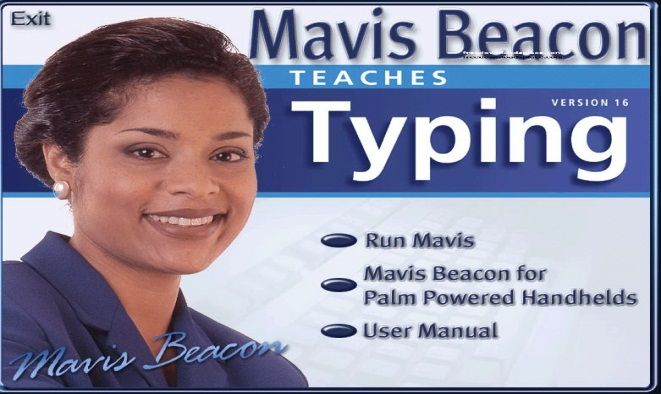 Exit
Mavis Beacon
TEACHES
VERSION 16
Typing
Run Mavis
Mavis Beacon for
Palm Powered Handhelds
User Manual
Mavis Beacon